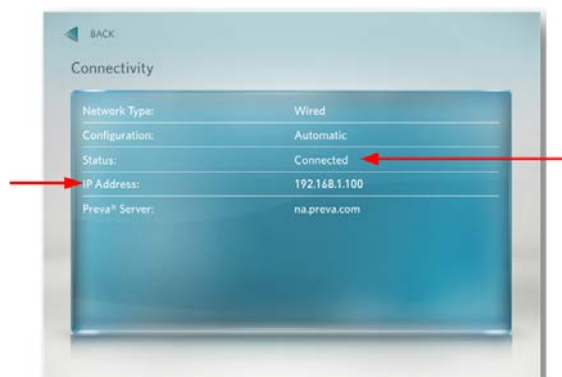 BACK
Connectivity
Network Type: Wired
Configuration: Automatic
Status: Connected
IP Address: 192.168.1.100
Preva® Server: na.preva.com